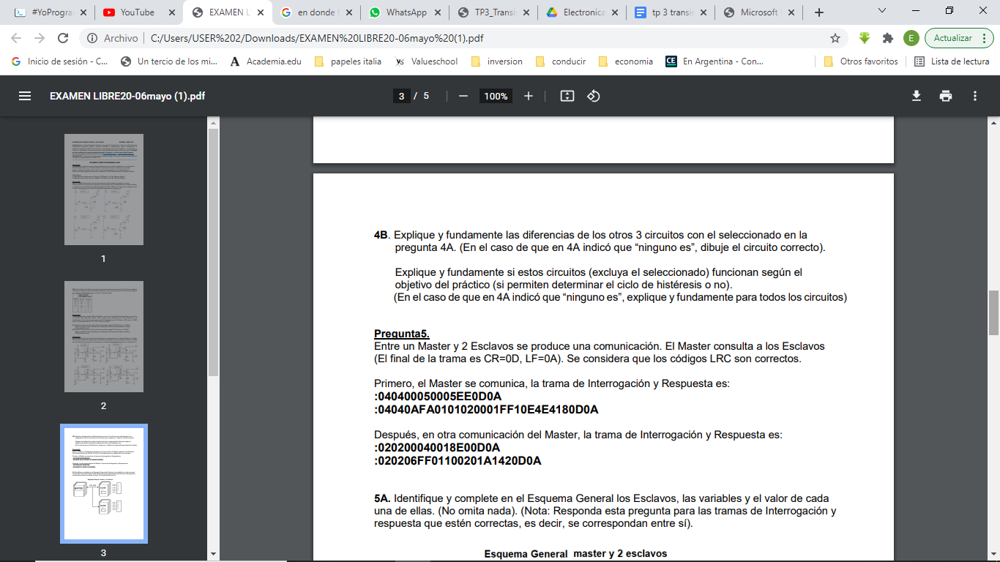 #YoProgra
YouTube
EXAMEN L
en donde
WhatsApp
TP3_Transi
Electronica
tp 3 transis
Microsoft
Archivo
C:/Users/USER%202/Downloads/EXAMEN%20LIBRE20-06mayo%20(1).pdf
E
Actualizar
Inicio de sesión - C...
Un tercio de los mi...
Academia.edu
papeles italia
Valueschool
inversion
conducir
economia
En Argentina - Con...
Otros favoritos
Lista de lectura
EXAMEN LIBRE20-06mayo (1).pdf
3 / 5
100%
4B. Explique y fundamente las diferencias de los otros 3 circuitos con el seleccionado en la
pregunta 4A. (En el caso de que en 4A indicó que “ninguno es”, dibuje el circuito correcto).
Explique y fundamente si estos circuitos (excluya el seleccionado) funcionan según el
objetivo del práctico (si permiten determinar el ciclo de histéresis o no).
(En el caso de que en 4A indicó que “ninguno es”, explique y fundamente para todos los circuitos)
Pregunta5.
Entre un Master y 2 Esclavos se produce una comunicación. El Master consulta a los Esclavos
(El final de la trama es CR=0D, LF=0A). Se considera que los códigos LRC son correctos.
Primero, el Master se comunica, la trama de Interrogación y Respuesta es:
:040400050005EE0D0A
:04040AFA0101020001FF10E4E4180D0A
Después, en otra comunicación del Master, la trama de Interrogación y Respuesta es:
:020200040018E00D0A
:020206FF01100201A1420D0A
5A. Identifique y complete en el Esquema General los Esclavos, las variables y el valor de cada
una de ellas. (No omita nada). (Nota: Responda esta pregunta para las tramas de Interrogación y
respuesta que estén correctas, es decir, se correspondan entre sí).
Esquema General master y 2 esclavos
1
2
3